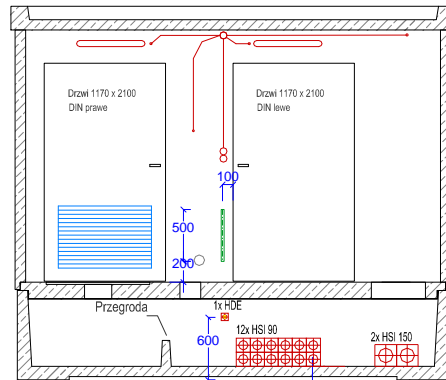 Drzwi 1170 x 2100
DIN prawe
Drzwi 1170 x 2100
DIN lewe
100
500
200
Przegroda
1x HDE
600
12x HSI 90
2x HSI 150